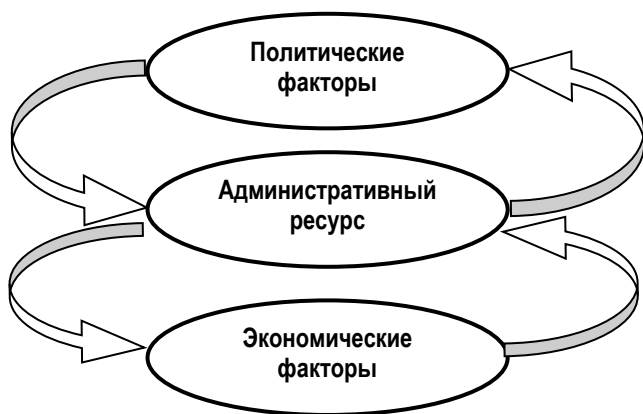 Политические
факторы
Административный
ресурс
Экономические
факторы